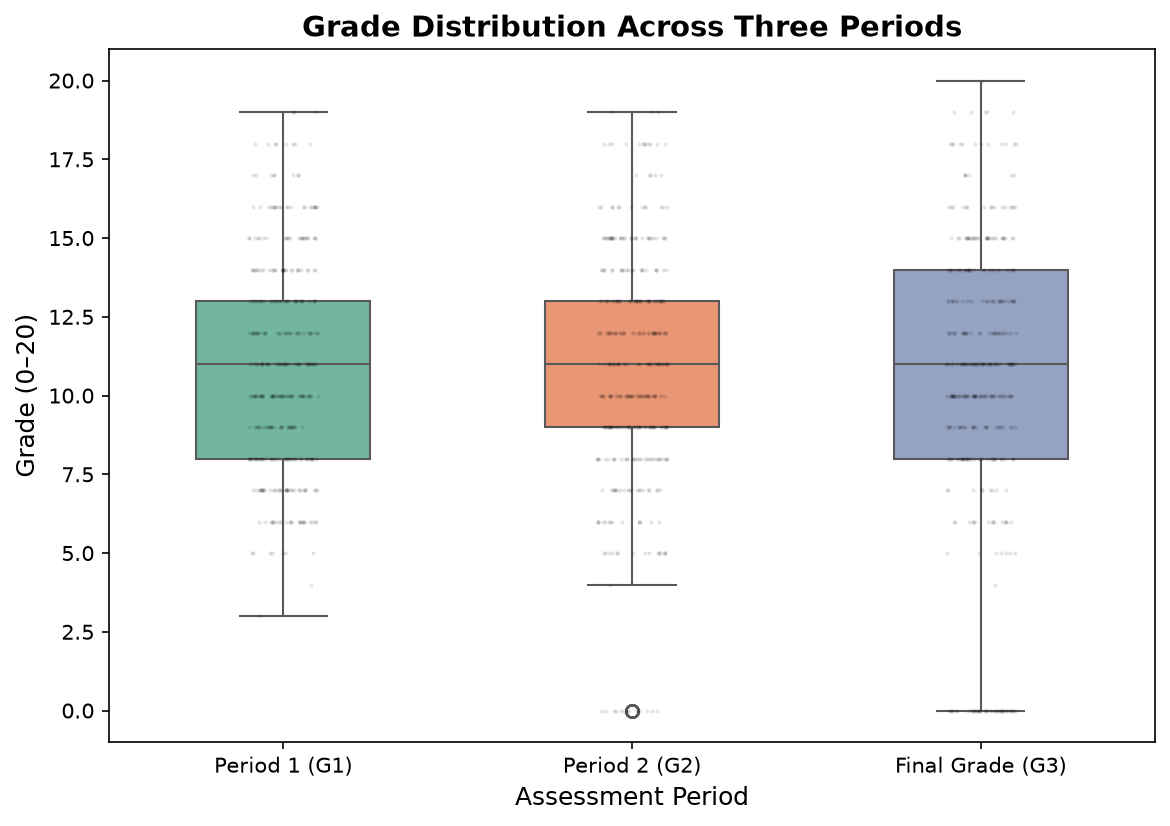 Grade Distribution Across Three Periods
Grade (0–20)
20.0
17.5
15.0
12.5
10.0
7.5
5.0
2.5
0.0
Period 1 (G1)
Period 2 (G2)
Final Grade (G3)
Assessment Period